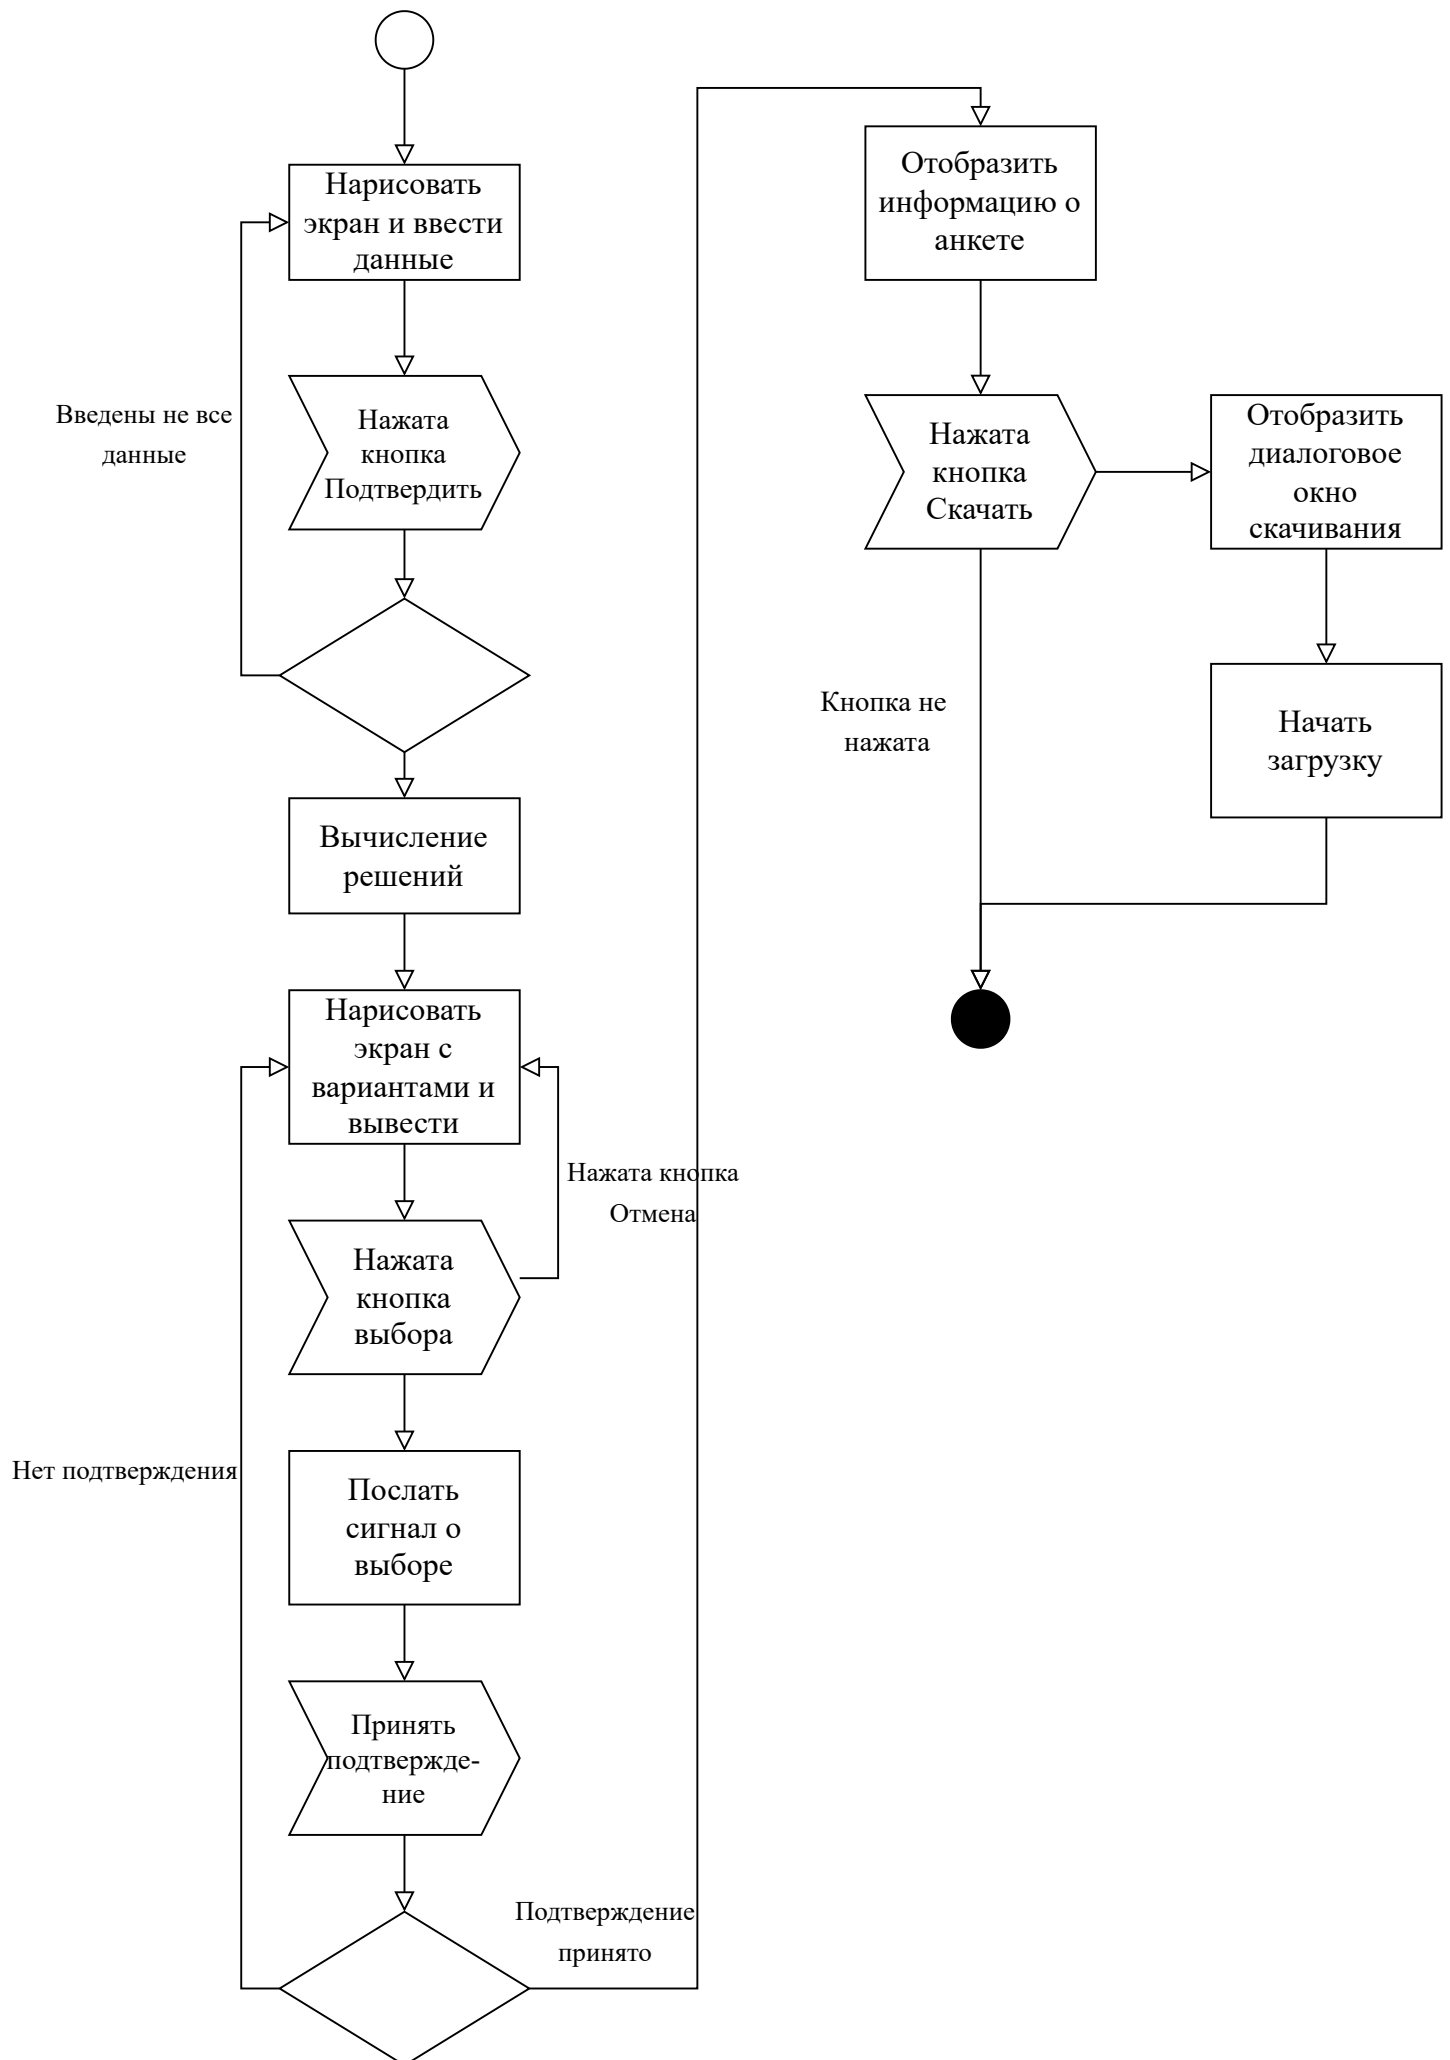 Нарисовать
экран и ввести
данные
Введены не все
данные
Нажата
кнопка
Подтвердить
Вычисление
решений
Нарисовать
экран с
вариантами и
вывести
Нажата кнопка
Отмена
Нажата
кнопка
выбора
Нет подтверждения
Послать
сигнал о
выборе
Принять
подтвержде-
ние
Подтверждение
принято
Отобразить
информацию о
анкете
Нажата
кнопка
Скачать
Отобразить
диалоговое
окно
скачивания
Кнопка не
нажата
Начать
загрузку